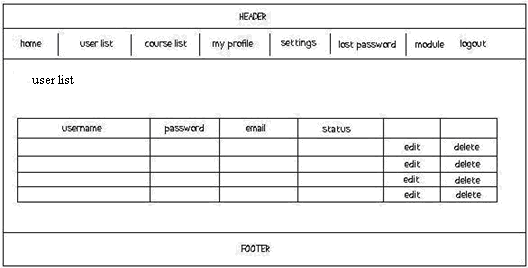 HEADER
home user list course list my profile settings lost password module logout
user list
username password email status
edit delete
edit delete
edit delete
edit delete
FOOTER